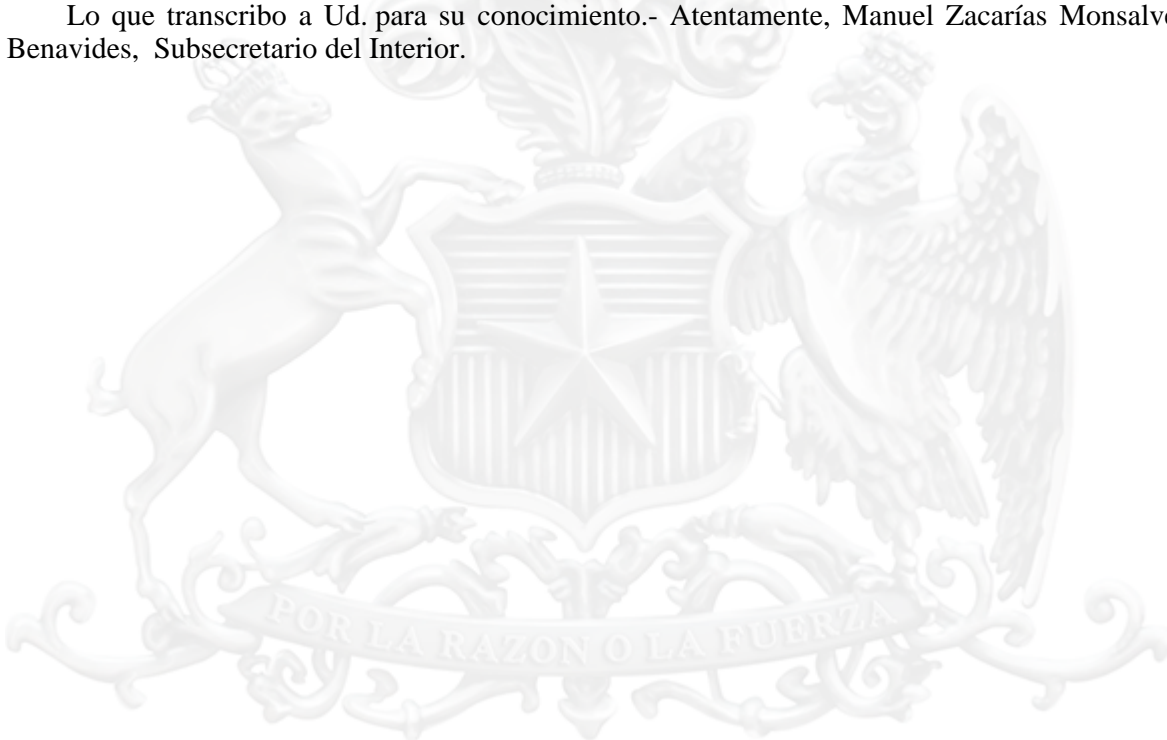 Lo que transcribo a Ud. para su conocimiento.- Atentamente, Manuel Zacarías Monsalve
Benavides, Subsecretario del Interior.
POR LA RAZON O LA FUERZA